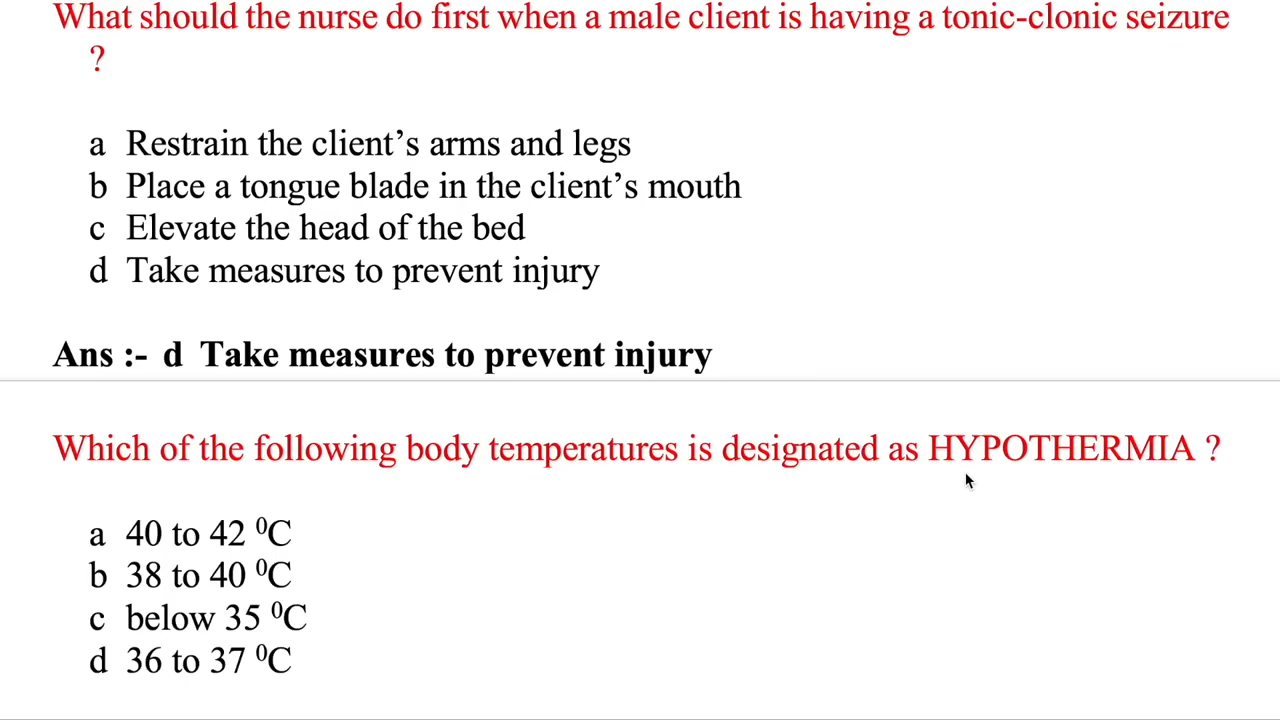 What should the nurse do first when a male client is having a tonic-clonic seizure
?
a Restrain the client’s arms and legs
b Place a tongue blade in the client’s mouth
c Elevate the head of the bed
d Take measures to prevent injury
Ans :- d Take measures to prevent injury
Which of the following body temperatures is designated as HYPOTHERMIA ?
a 40 to 42 ⁰C
b 38 to 40 ⁰C
c below 35 ⁰C
d 36 to 37 ⁰C